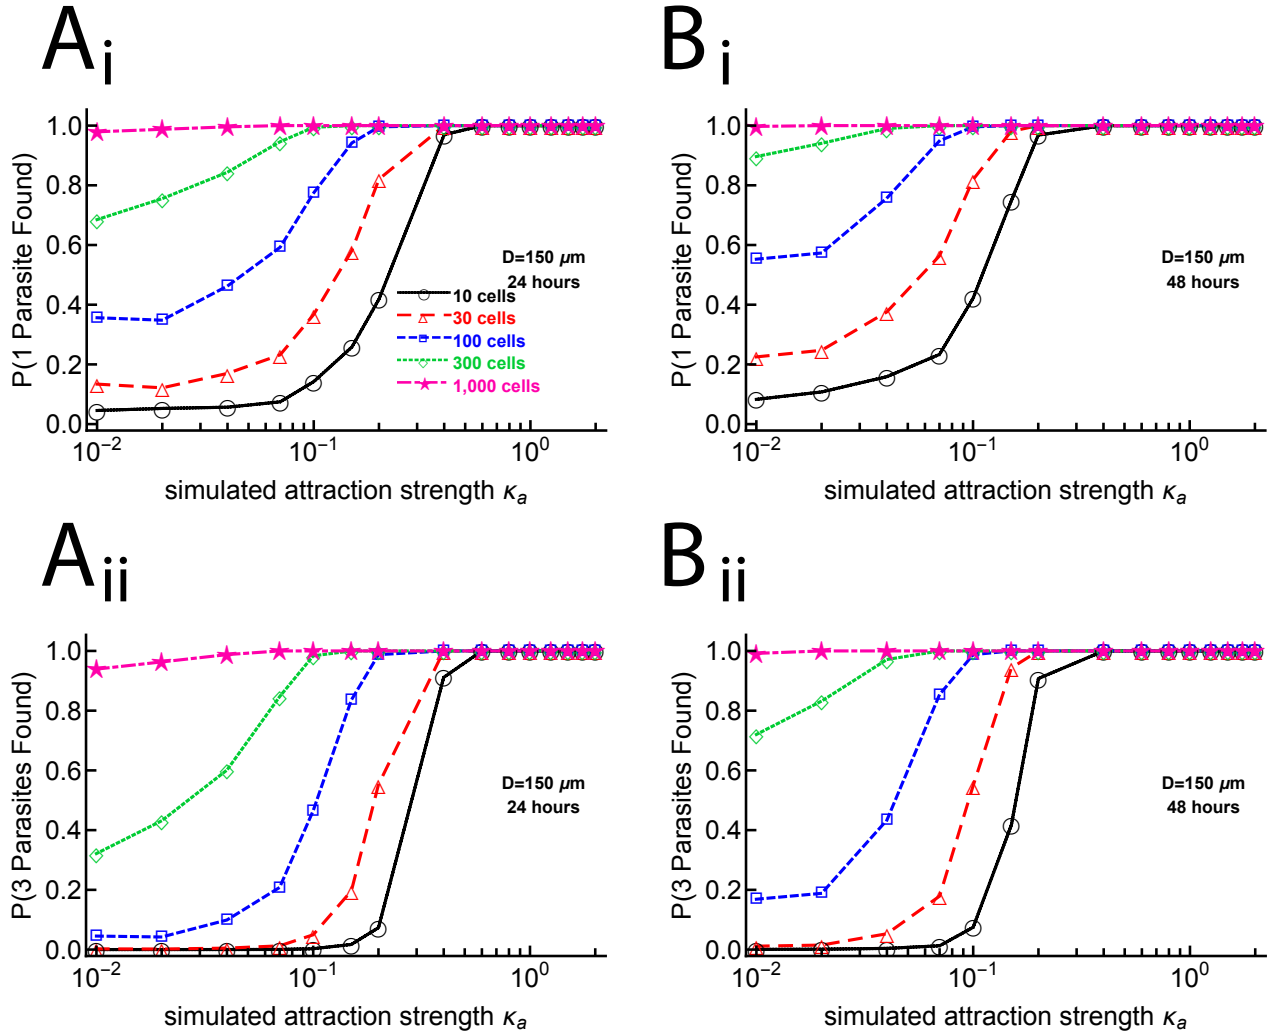 A i
P(1 Parasite Found)
1.0
0.8
0.6
0.4
0.2
0.0
D=150 μm
24 hours
10 cells
30 cells
100 cells
300 cells
1,000 cells
10⁻² 10⁻¹ 10⁰
simulated attraction strength κₐ
B i
P(1 Parasite Found)
1.0
0.8
0.6
0.4
0.2
0.0
D=150 μm
48 hours
10⁻² 10⁻¹ 10⁰
simulated attraction strength κₐ
A ii
P(3 Parasites Found)
1.0
0.8
0.6
0.4
0.2
0.0
D=150 μm
24 hours
10⁻² 10⁻¹ 10⁰
simulated attraction strength κₐ
B ii
P(3 Parasites Found)
1.0
0.8
0.6
0.4
0.2
0.0
D=150 μm
48 hours
10⁻² 10⁻¹ 10⁰
simulated attraction strength κₐ